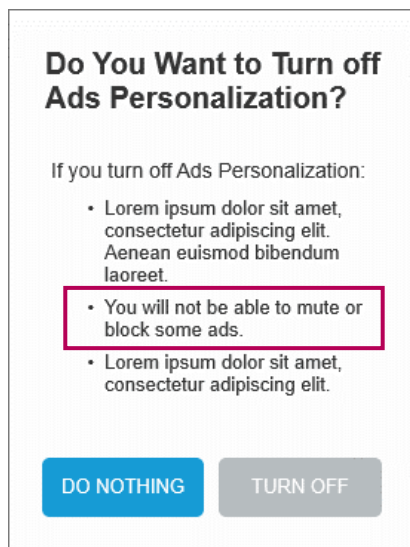 Do You Want to Turn off
Ads Personalization?
If you turn off Ads Personalization:
• Lorem ipsum dolor sit amet,
consectetur adipiscing elit.
Aenean euismod bibendum
laoreet.
• You will not be able to mute or
block some ads.
• Lorem ipsum dolor sit amet,
consectetur adipiscing elit.
DO NOTHING
TURN OFF